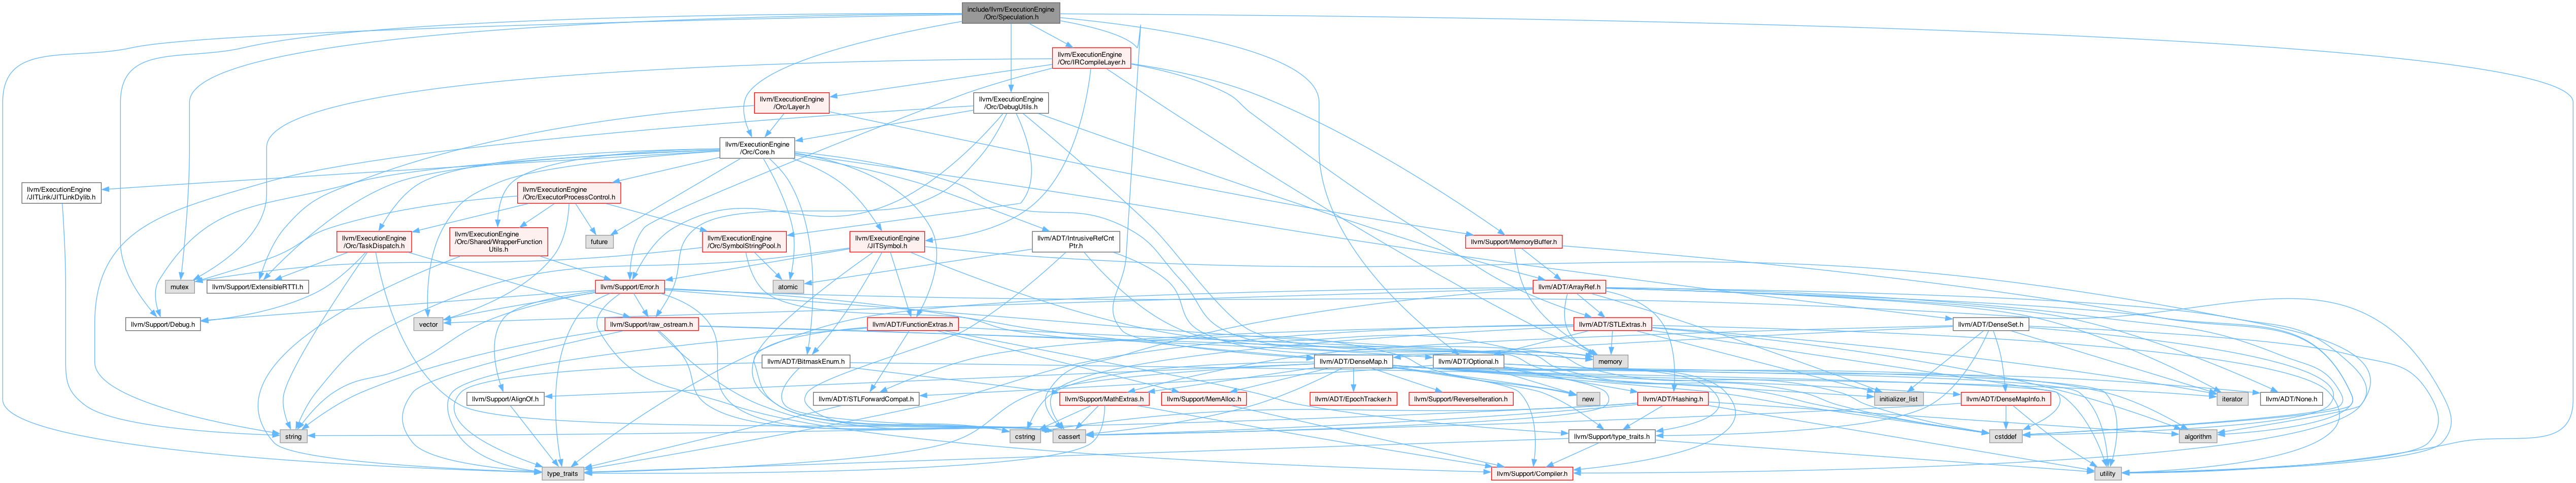 include/llvm/ExecutionEngine
/Orc/Speculation.h
llvm/ExecutionEngine
/Orc/IRCompileLayer.h
llvm/ExecutionEngine
/Orc/Layer.h
llvm/ExecutionEngine
/Orc/DebugUtils.h
llvm/ExecutionEngine
/Orc/Core.h
llvm/ExecutionEngine
/JITLink/JITLinkDylib.h
llvm/ExecutionEngine
/Orc/ExecutorProcessControl.h
llvm/ExecutionEngine
/Orc/TaskDispatch.h
llvm/ExecutionEngine
/Orc/Shared/WrapperFunction
Utils.h
future
llvm/ExecutionEngine
/Orc/SymbolStringPool.h
llvm/ExecutionEngine
/JITSymbol.h
llvm/ADT/IntrusiveRefCnt
Ptr.h
llvm/Support/MemoryBuffer.h
mutex
llvm/Support/ExtensibleRTTI.h
llvm/Support/Error.h
atomic
llvm/ADT/ArrayRef.h
llvm/Support/Debug.h
vector
llvm/Support/raw_ostream.h
llvm/ADT/FunctionExtras.h
llvm/ADT/STLExtras.h
llvm/ADT/DenseSet.h
llvm/ADT/BitmaskEnum.h
llvm/ADT/DenseMap.h
llvm/ADT/Optional.h
memory
llvm/Support/AlignOf.h
llvm/ADT/STLForwardCompat.h
llvm/Support/MathExtras.h
llvm/Support/MemAlloc.h
llvm/ADT/EpochTracker.h
llvm/Support/ReverseIteration.h
new
llvm/ADT/Hashing.h
initializer_list
llvm/ADT/DenseMapInfo.h
iterator
llvm/ADT/None.h
string
cstring
cassert
llvm/Support/type_traits.h
cstddef
algorithm
type_traits
llvm/Support/Compiler.h
utility